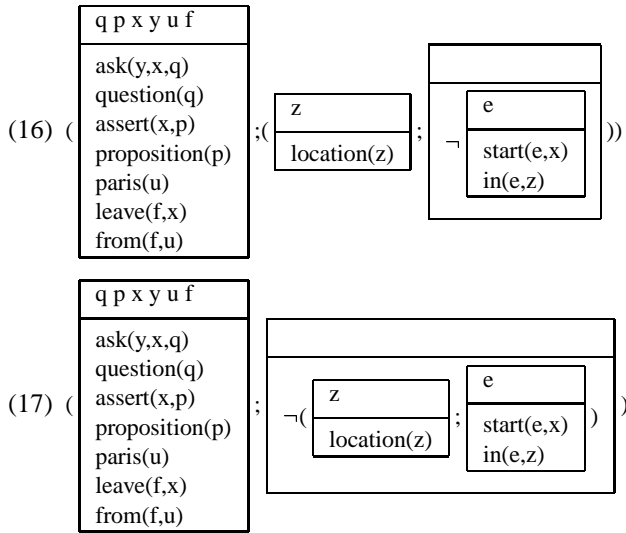 q p x y u f
ask(y,x,q)
question(q)
assert(x,p)
proposition(p)
paris(u)
leave(f,x)
from(f,u)
(16) ( ;( z
location(z)
; ¬ e
start(e,x)
in(e,z)
))
q p x y u f
ask(y,x,q)
question(q)
assert(x,p)
proposition(p)
paris(u)
leave(f,x)
from(f,u)
(17) ( ; ¬( z
location(z)
; e
start(e,x)
in(e,z)
) )